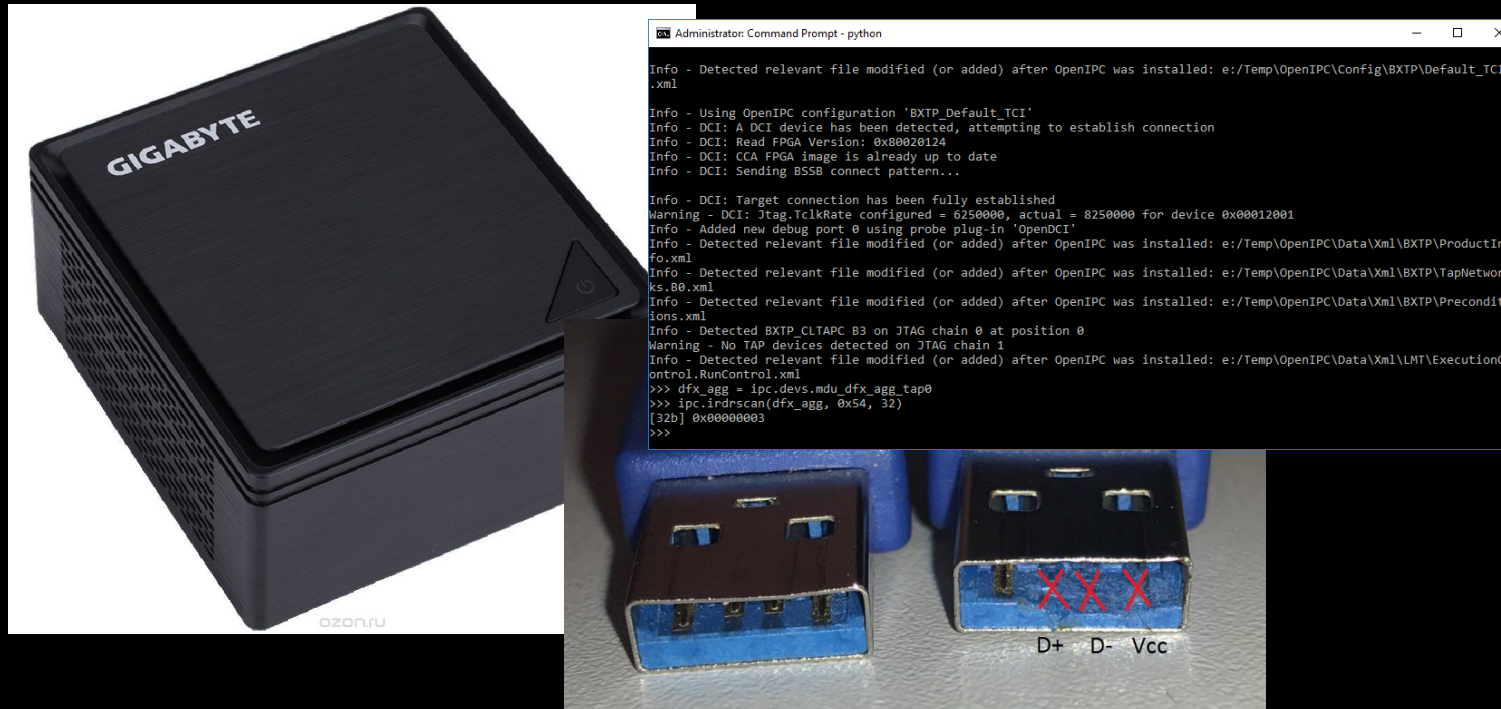 GIGABYTE
ozon.ru
Administrator: Command Prompt - python
Info - Detected relevant file modified (or added) after OpenIPC was installed: e:/Temp\OpenIPC\Config\BXTP\Default_TCI
.xml
Info - Using OpenIPC configuration 'BXTP_Default_TCI'
Info - DCI: A DCI device has been detected, attempting to establish connection
Info - DCI: Read FPGA Version: 0x80020124
Info - DCI: CCA FPGA image is already up to date
Info - DCI: Sending BSSB connect pattern...
Info - DCI: Target connection has been fully established
Warning - DCI: Jtag.TclkRate configured = 6250000, actual = 8250000 for device 0x00012001
Info - Added new debug port 0 using probe plug-in 'OpenDCI'
Info - Detected relevant file modified (or added) after OpenIPC was installed: e:/Temp\OpenIPC\Data\Xml\BXTP\ProductIn
fo.xml
Info - Detected relevant file modified (or added) after OpenIPC was installed: e:/Temp\OpenIPC\Data\Xml\BXTP\TapNetwor
ks.B0.xml
Info - Detected relevant file modified (or added) after OpenIPC was installed: e:/Temp\OpenIPC\Data\Xml\BXTP\Precondit
ions.xml
Info - Detected BXTP_CLTAPC B3 on JTAG chain 0 at position 0
Warning - No TAP devices detected on JTAG chain 1
Info - Detected relevant file modified (or added) after OpenIPC was installed: e:/Temp\OpenIPC\Data\Xml\LMT\ExecutionC
ontrol.RunControl.xml
>>> dfx_agg = ipc.devs.mdu_dfx_agg_tap0
>>> ipc.irdrscan(dfx_agg, 0x54, 32)
[32b] 0x00000003
>>>
D+ D- Vcc